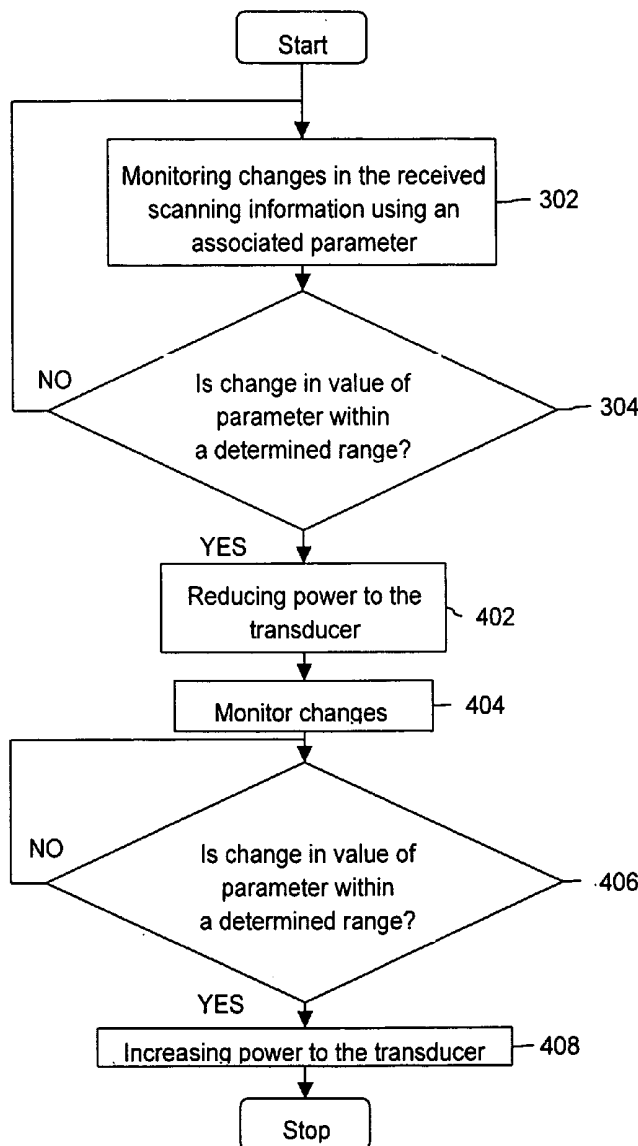 Start
Monitoring changes in the received
scanning information using an
associated parameter
302
NO
Is change in value of
parameter within
a determined range?
304
YES
Reducing power to the
transducer
402
Monitor changes
404
NO
Is change in value of
parameter within
a determined range?
406
YES
Increasing power to the transducer
408
Stop